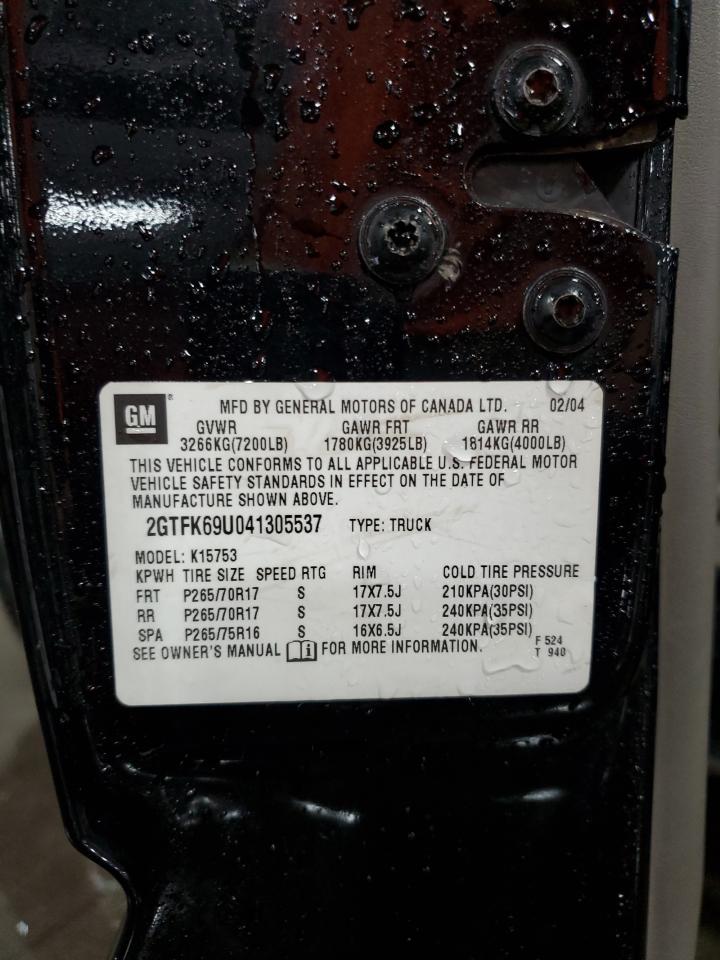 GM ® MFD BY GENERAL MOTORS OF CANADA LTD. 02/04
GVWR GAWR FRT GAWR RR
3266KG(7200LB) 1780KG(3925LB) 1814KG(4000LB)
THIS VEHICLE CONFORMS TO ALL APPLICABLE U.S. FEDERAL MOTOR
VEHICLE SAFETY STANDARDS IN EFFECT ON THE DATE OF
MANUFACTURE SHOWN ABOVE.
2GTFK69U041305537 TYPE: TRUCK
MODEL: K15753
KPWH TIRE SIZE SPEED RTG RIM COLD TIRE PRESSURE
FRT P265/70R17 S 17X7.5J 210KPA(30PSI)
RR P265/70R17 S 17X7.5J 240KPA(35PSI)
SPA P265/75R16 S 16X6.5J 240KPA(35PSI)
SEE OWNER'S MANUAL i FOR MORE INFORMATION.
F 524
T 940